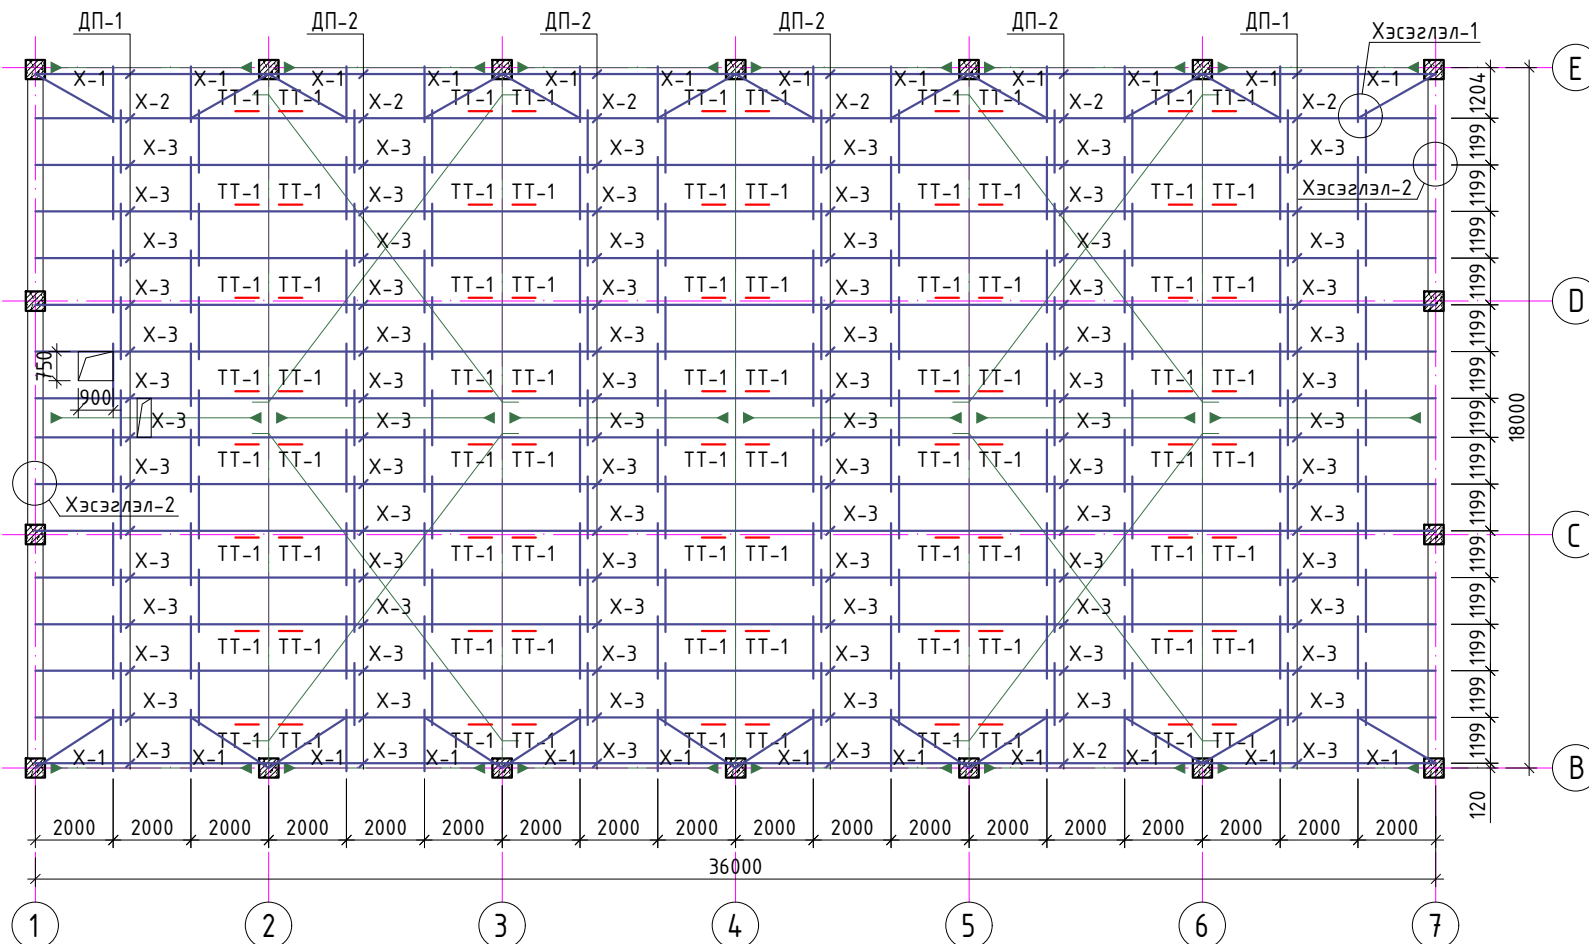 ДП-1 ДП-2 ДП-2 ДП-2 ДП-2 ДП-1
Хэсэглэл-1
Х-1 Х-1 Х-1 Х-1 Х-1 Х-1 Х-1 Х-1 Х-1 Х-1 Х-1 Х-1 E
ТТ-1 ТТ-1 ТТ-1 ТТ-1 ТТ-1 ТТ-1 ТТ-1 ТТ-1 ТТ-1 ТТ-1 1204
Х-2 Х-2 Х-2 Х-2 Х-2 Х-2
Х-3 Х-3 Х-3 Х-3 Х-3 Х-3 1199
ТТ-1 ТТ-1 ТТ-1 ТТ-1 ТТ-1 ТТ-1 ТТ-1 ТТ-1 ТТ-1 ТТ-1 Хэсэглэл-2 1199
Х-3 Х-3 Х-3 Х-3 Х-3
Х-3 Х-3 Х-3 Х-3 Х-3 Х-3 1199
ТТ-1 ТТ-1 ТТ-1 ТТ-1 ТТ-1 ТТ-1 ТТ-1 ТТ-1 ТТ-1 ТТ-1 1199
Х-3 Х-3 Х-3 Х-3 Х-3 Х-3 D
Х-3 Х-3 Х-3 Х-3 Х-3 Х-3 1199
750
ТТ-1 ТТ-1 ТТ-1 ТТ-1 ТТ-1 ТТ-1 ТТ-1 ТТ-1 ТТ-1 ТТ-1 1199
Х-3 Х-3 Х-3 Х-3 Х-3 Х-3
900
Х-3 Х-3 Х-3 Х-3 Х-3 Х-3 1199 18000
ТТ-1 ТТ-1 ТТ-1 ТТ-1 ТТ-1 ТТ-1 ТТ-1 ТТ-1 ТТ-1 ТТ-1 1199
Х-3 Х-3 Х-3 Х-3 Х-3 Х-3
Хэсэглэл-2
Х-3 Х-3 Х-3 Х-3 Х-3 1199
C
ТТ-1 ТТ-1 ТТ-1 ТТ-1 ТТ-1 ТТ-1 ТТ-1 ТТ-1 ТТ-1 ТТ-1 1199
Х-3 Х-3 Х-3 Х-3 Х-3 Х-3
Х-3 Х-3 Х-3 Х-3 Х-3 Х-3 1199
ТТ-1 ТТ-1 ТТ-1 ТТ-1 ТТ-1 ТТ-1 ТТ-1 ТТ-1 ТТ-1 ТТ-1 1199
Х-3 Х-3 Х-3 Х-3 Х-3 Х-3
Х-3 Х-3 Х-3 Х-3 Х-3 Х-3 1199
ТТ-1 ТТ-1 ТТ-1 ТТ-1 ТТ-1 ТТ-1 ТТ-1 ТТ-1 ТТ-1 ТТ-1 1199
Х-3 Х-3 Х-3 Х-3 Х-2 Х-3
Х-1 Х-1 Х-1 Х-1 Х-1 Х-1 Х-1 Х-1 Х-1 Х-1 Х-1 Х-1 B
120
2000 2000 2000 2000 2000 2000 2000 2000 2000 2000 2000 2000 2000 2000 2000 2000 2000 2000
36000
1 2 3 4 5 6 7